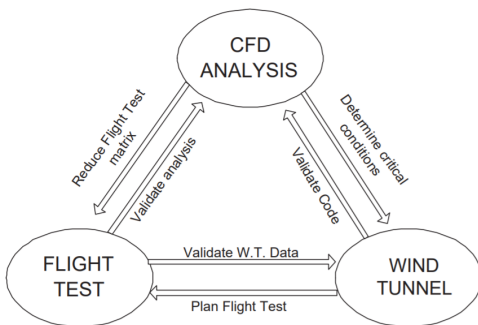 CFD
ANALYSIS
Reduce Flight Test
matrix
Validate analysis
Validate Code
Determine critical
conditions
Validate W.T. Data
Plan Flight Test
FLIGHT
TEST
WIND
TUNNEL